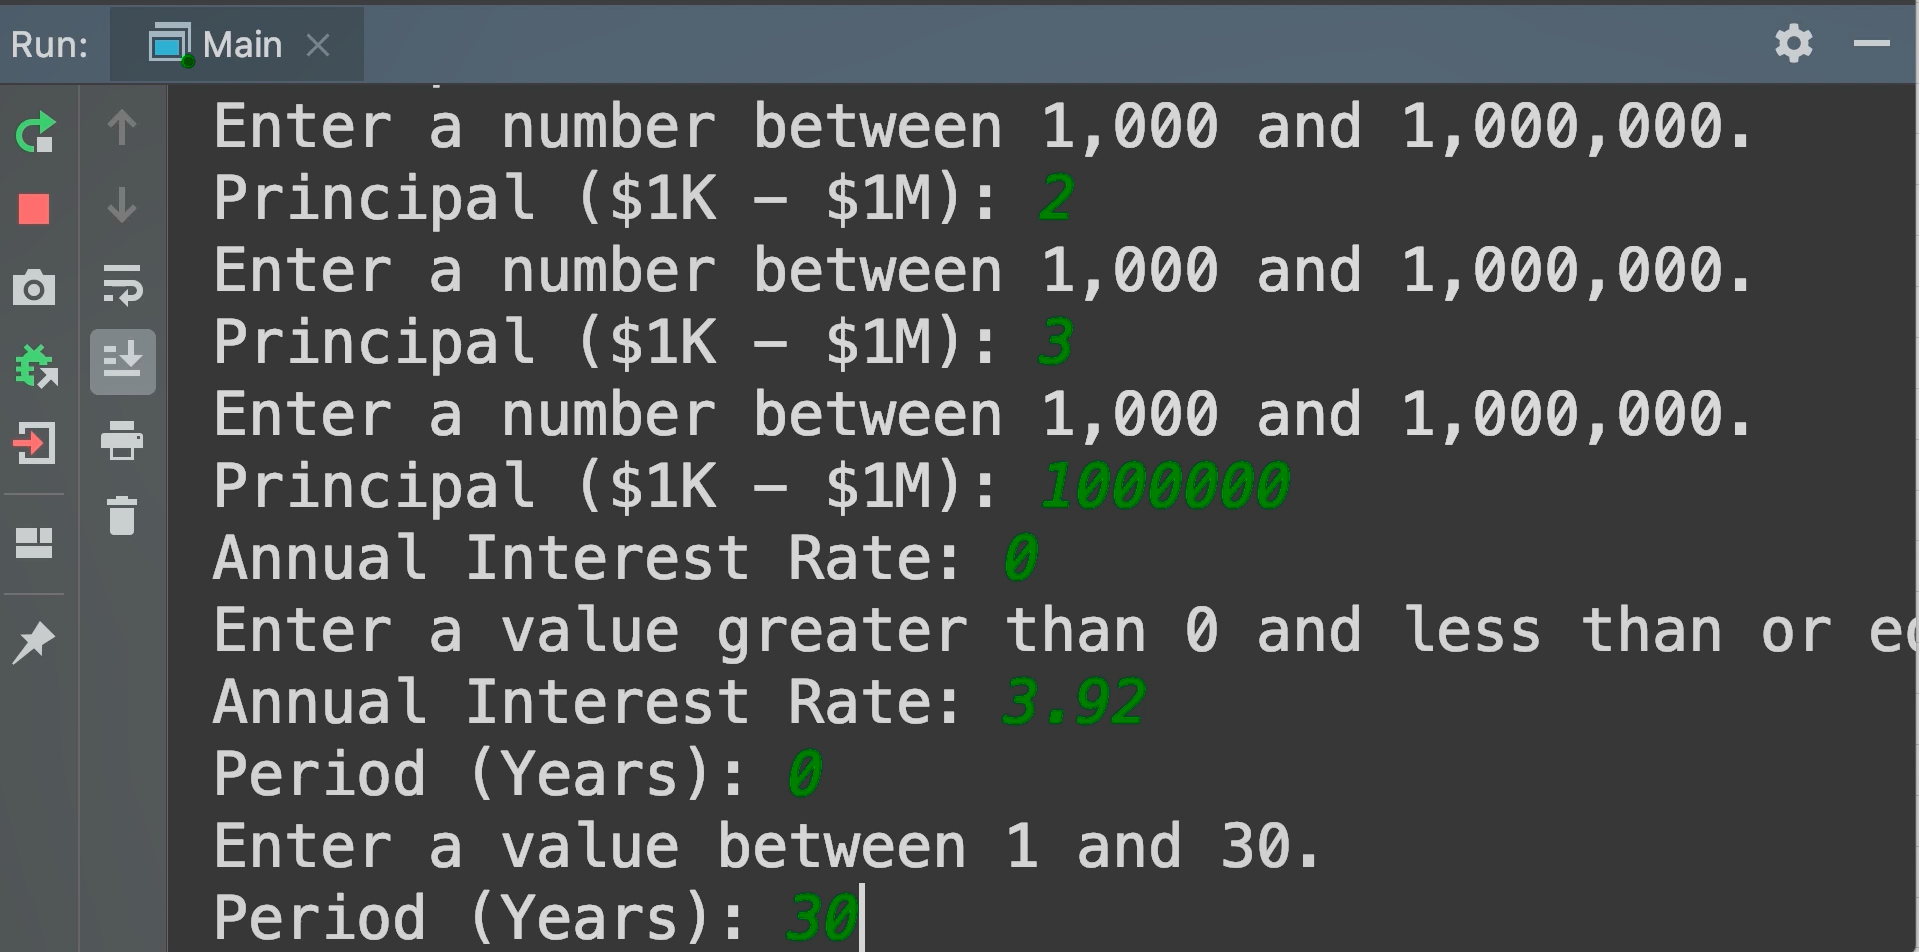 Run: Main
Enter a number between 1,000 and 1,000,000.
Principal ($1K – $1M): 2
Enter a number between 1,000 and 1,000,000.
Principal ($1K – $1M): 3
Enter a number between 1,000 and 1,000,000.
Principal ($1K – $1M): 1000000
Annual Interest Rate: 0
Enter a value greater than 0 and less than or
Annual Interest Rate: 3.92
Period (Years): 0
Enter a value between 1 and 30.
Period (Years): 30